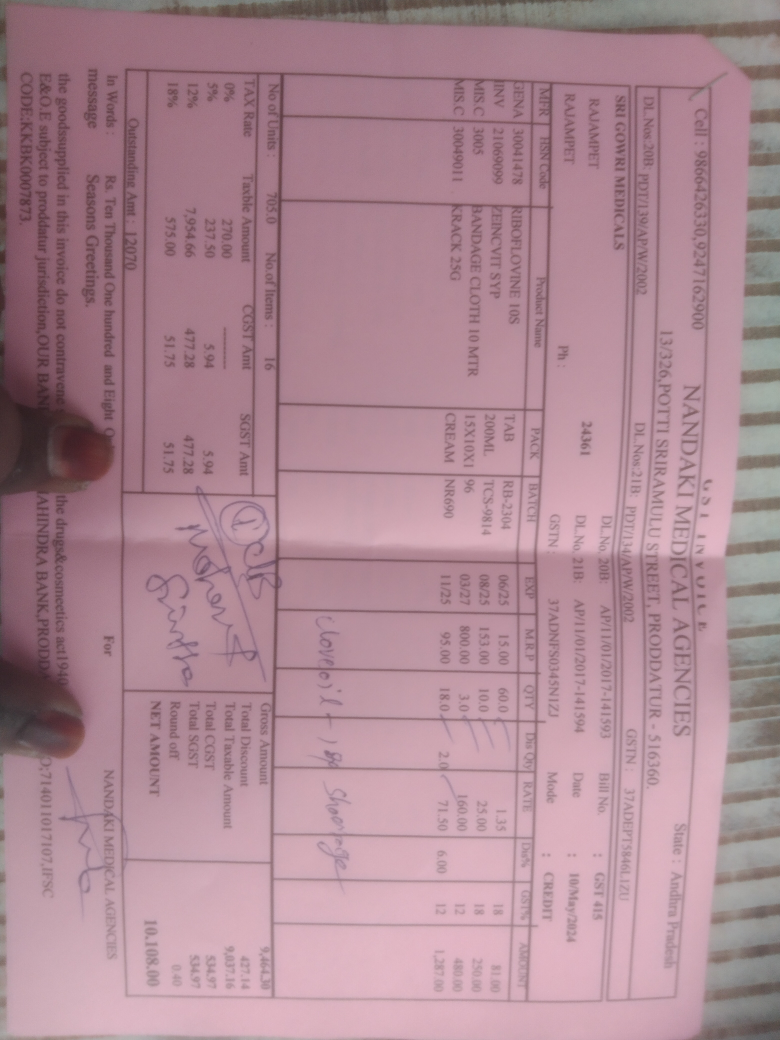 GST INVOICE
Cell : 9866426330,9247162900
NANDAKI MEDICAL AGENCIES
State : Andhra Pradesh
13/326,POTTI SRIRAMULU STREET, PRODDATUR - 516360.
DL.Nos:20B: PDT/139/AP/W/2002 DL.Nos:21B: PDT/134/AP/W/2002 GSTN : 37ADEPT5846L1ZU
SRI GOWRI MEDICALS DL.No. 20B: AP/11/01/2017-141593 Bill No. : GST 415
RAJAMPET 24361 DL.No. 21B: AP/11/01/2017-141594 Date : 10/May/2024
RAJAMPET Ph : GSTN : 37ADNFS0345N1ZJ Mode : CREDIT
MFR HSN Code Product Name PACK BATCH EXP M.R.P QTY Dis Qty RATE Dis% GST% AMOUNT
GENA 30041478 RIBOFLOVINE 10S TAB RB-2304 06/25 15.00 60.0 1.35 18 81.00
INV 21069099 ZEINCVIT SYP 200ML TCS-9814 08/25 153.00 10.0 25.00 18 250.00
MIS.C 3005 BANDAGE CLOTH 10 MTR 15X10X1 96 03/27 800.00 3.0 160.00 12 480.00
MIS.C 30049011 KRACK 25G CREAM NR690 11/25 95.00 18.0 2.0 71.50 6.00 12 1,287.00
Shortage
No of Units : 705.0 No.of Items : 16
TAX Rate Taxble Amount CGST Amt SGST Amt
0% 270.00 ----------
5% 237.50 5.94 5.94
12% 7,954.66 477.28 477.28
18% 575.00 51.75 51.75
Gross Amount 9,464.30
Total Discount 427.14
Total Taxable Amount 9,037.16
Total CGST 534.97
Total SGST 534.97
Round off 0.40
NET AMOUNT 10,108.00
Outstanding Amt : 12070
In Words : Rs. Ten Thousand One hundred and Eight
For NANDAKI MEDICAL AGENCIES
message Seasons Greetings.
the goodssupplied in this invoice do not contravene the drugs&cosmeetics act1940
E&O.E subject to proddatur jurisdiction,OUR MAHINDRA BANK,PRODDA D:714011017107,IFSC
CODE:KKBK0007873.